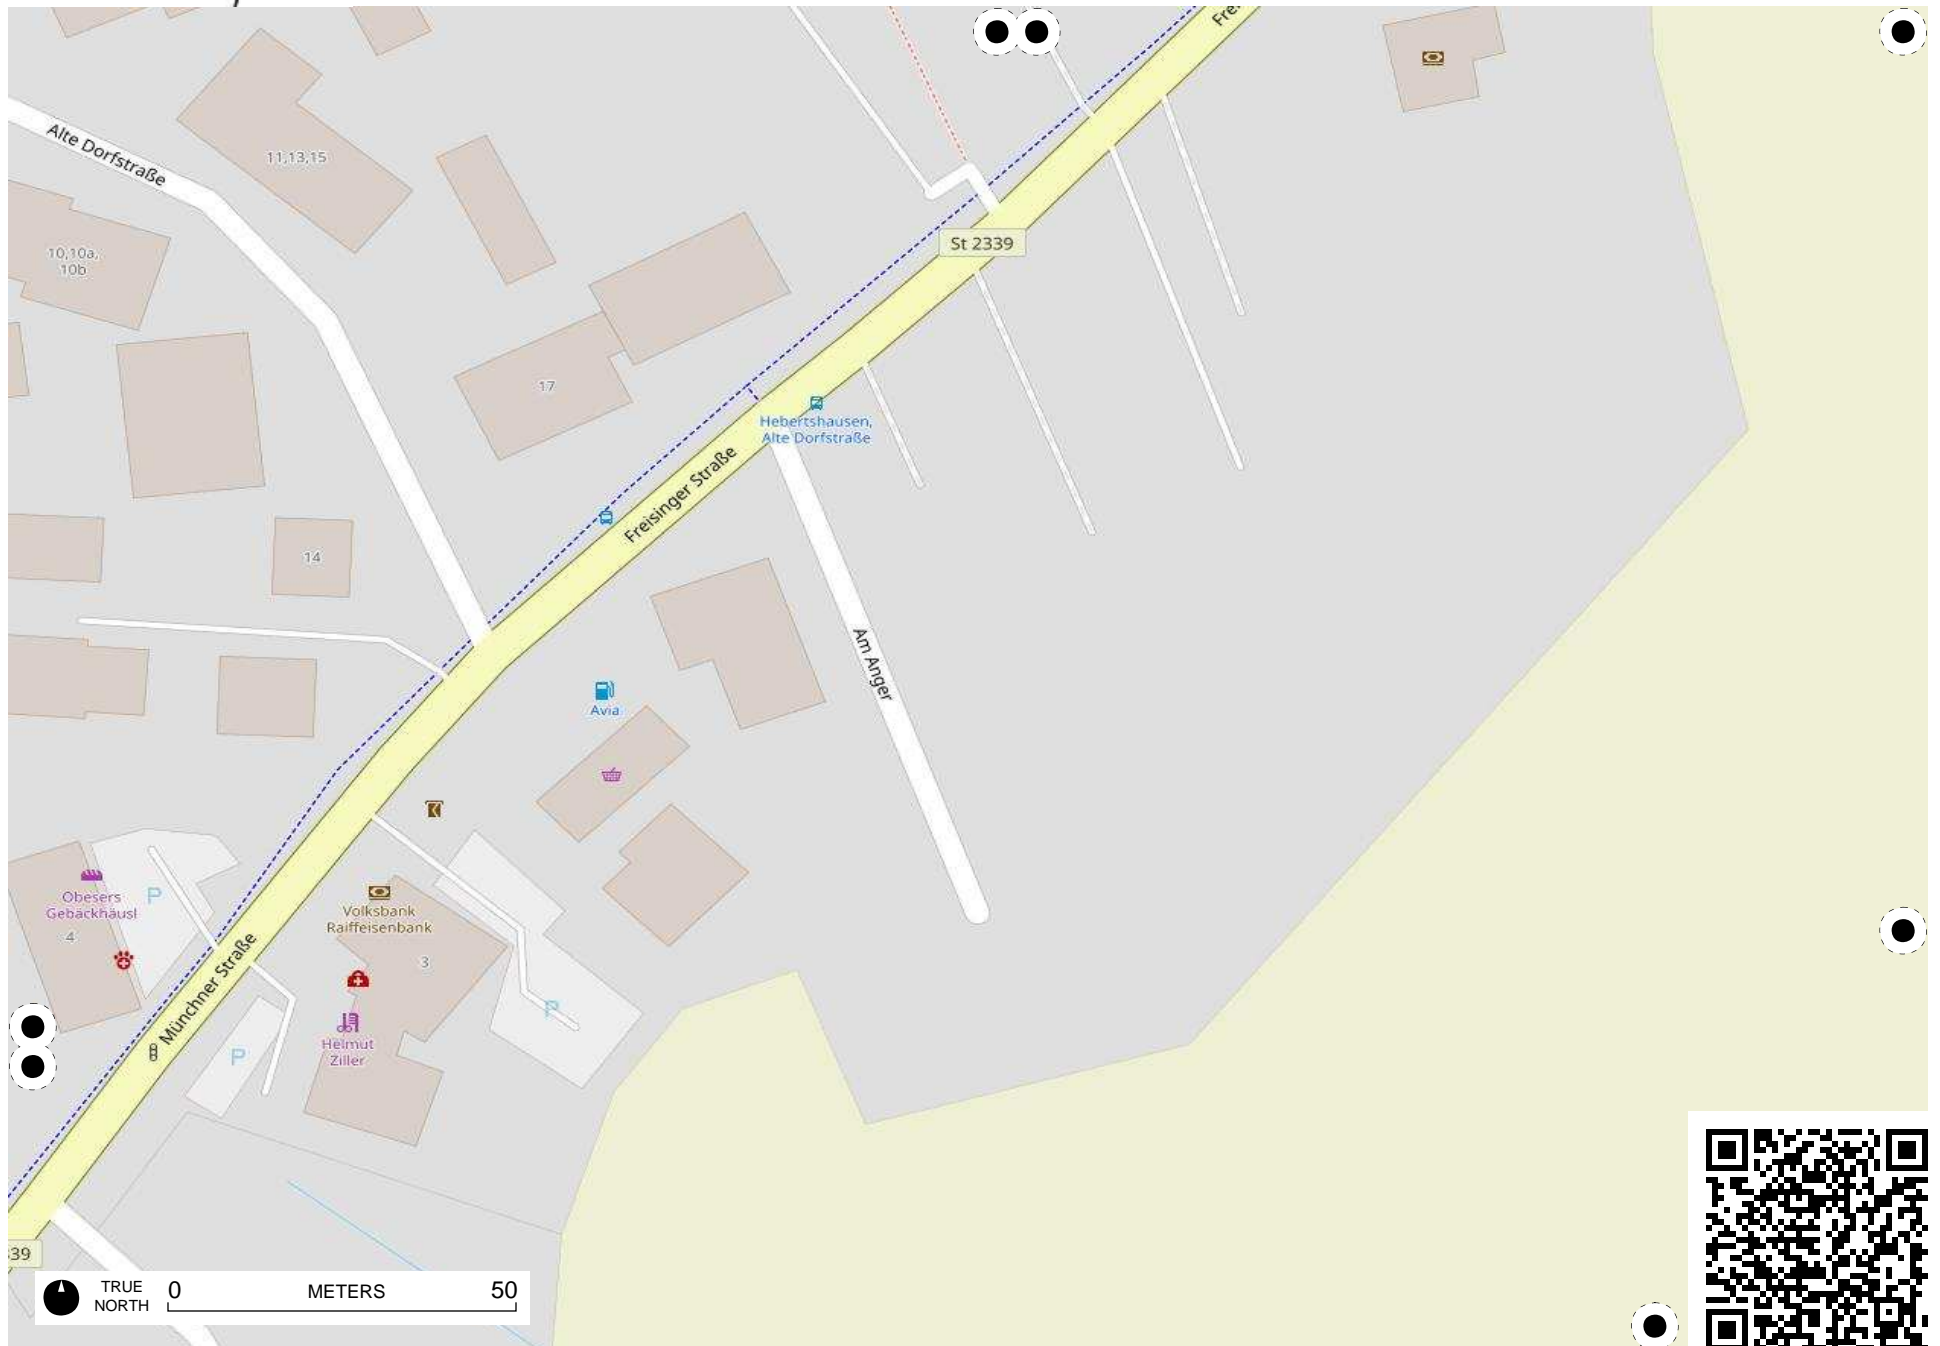 Fre
Alte Dorfstraße
11,13,15
10,10a,
10b
St 2339
17
Hebertshausen,
Alte Dorfstraße
Freisinger Straße
14
Am Anger
Avia
Obesers
Gebäckhäusl
4
P
Volksbank
Raiffeisenbank
3
Münchner Straße
P
Helmut
Ziller
P
39
TRUE
NORTH
0 METERS 50